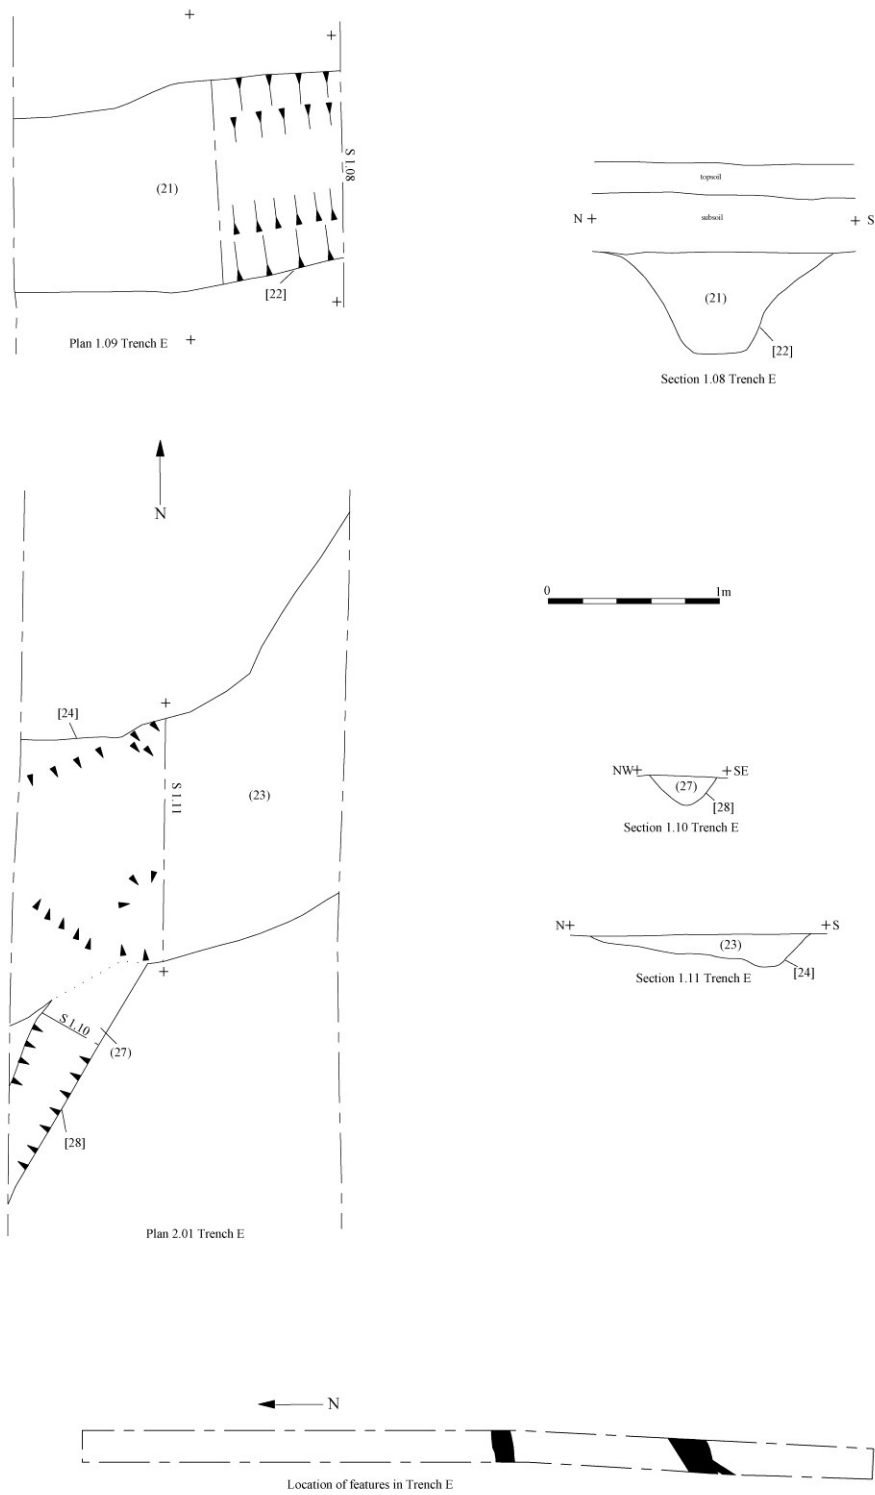 S 1.08
(21)
[22]
Plan 1.09 Trench E
topsoil
N
subsoil
S
(21)
[22]
Section 1.08 Trench E
N
[24]
S 1.11
(23)
S 1.10
(27)
[28]
Plan 2.01 Trench E
0 1m
NW SE
(27)
[28]
Section 1.10 Trench E
N S
(23)
[24]
Section 1.11 Trench E
N
Location of features in Trench E